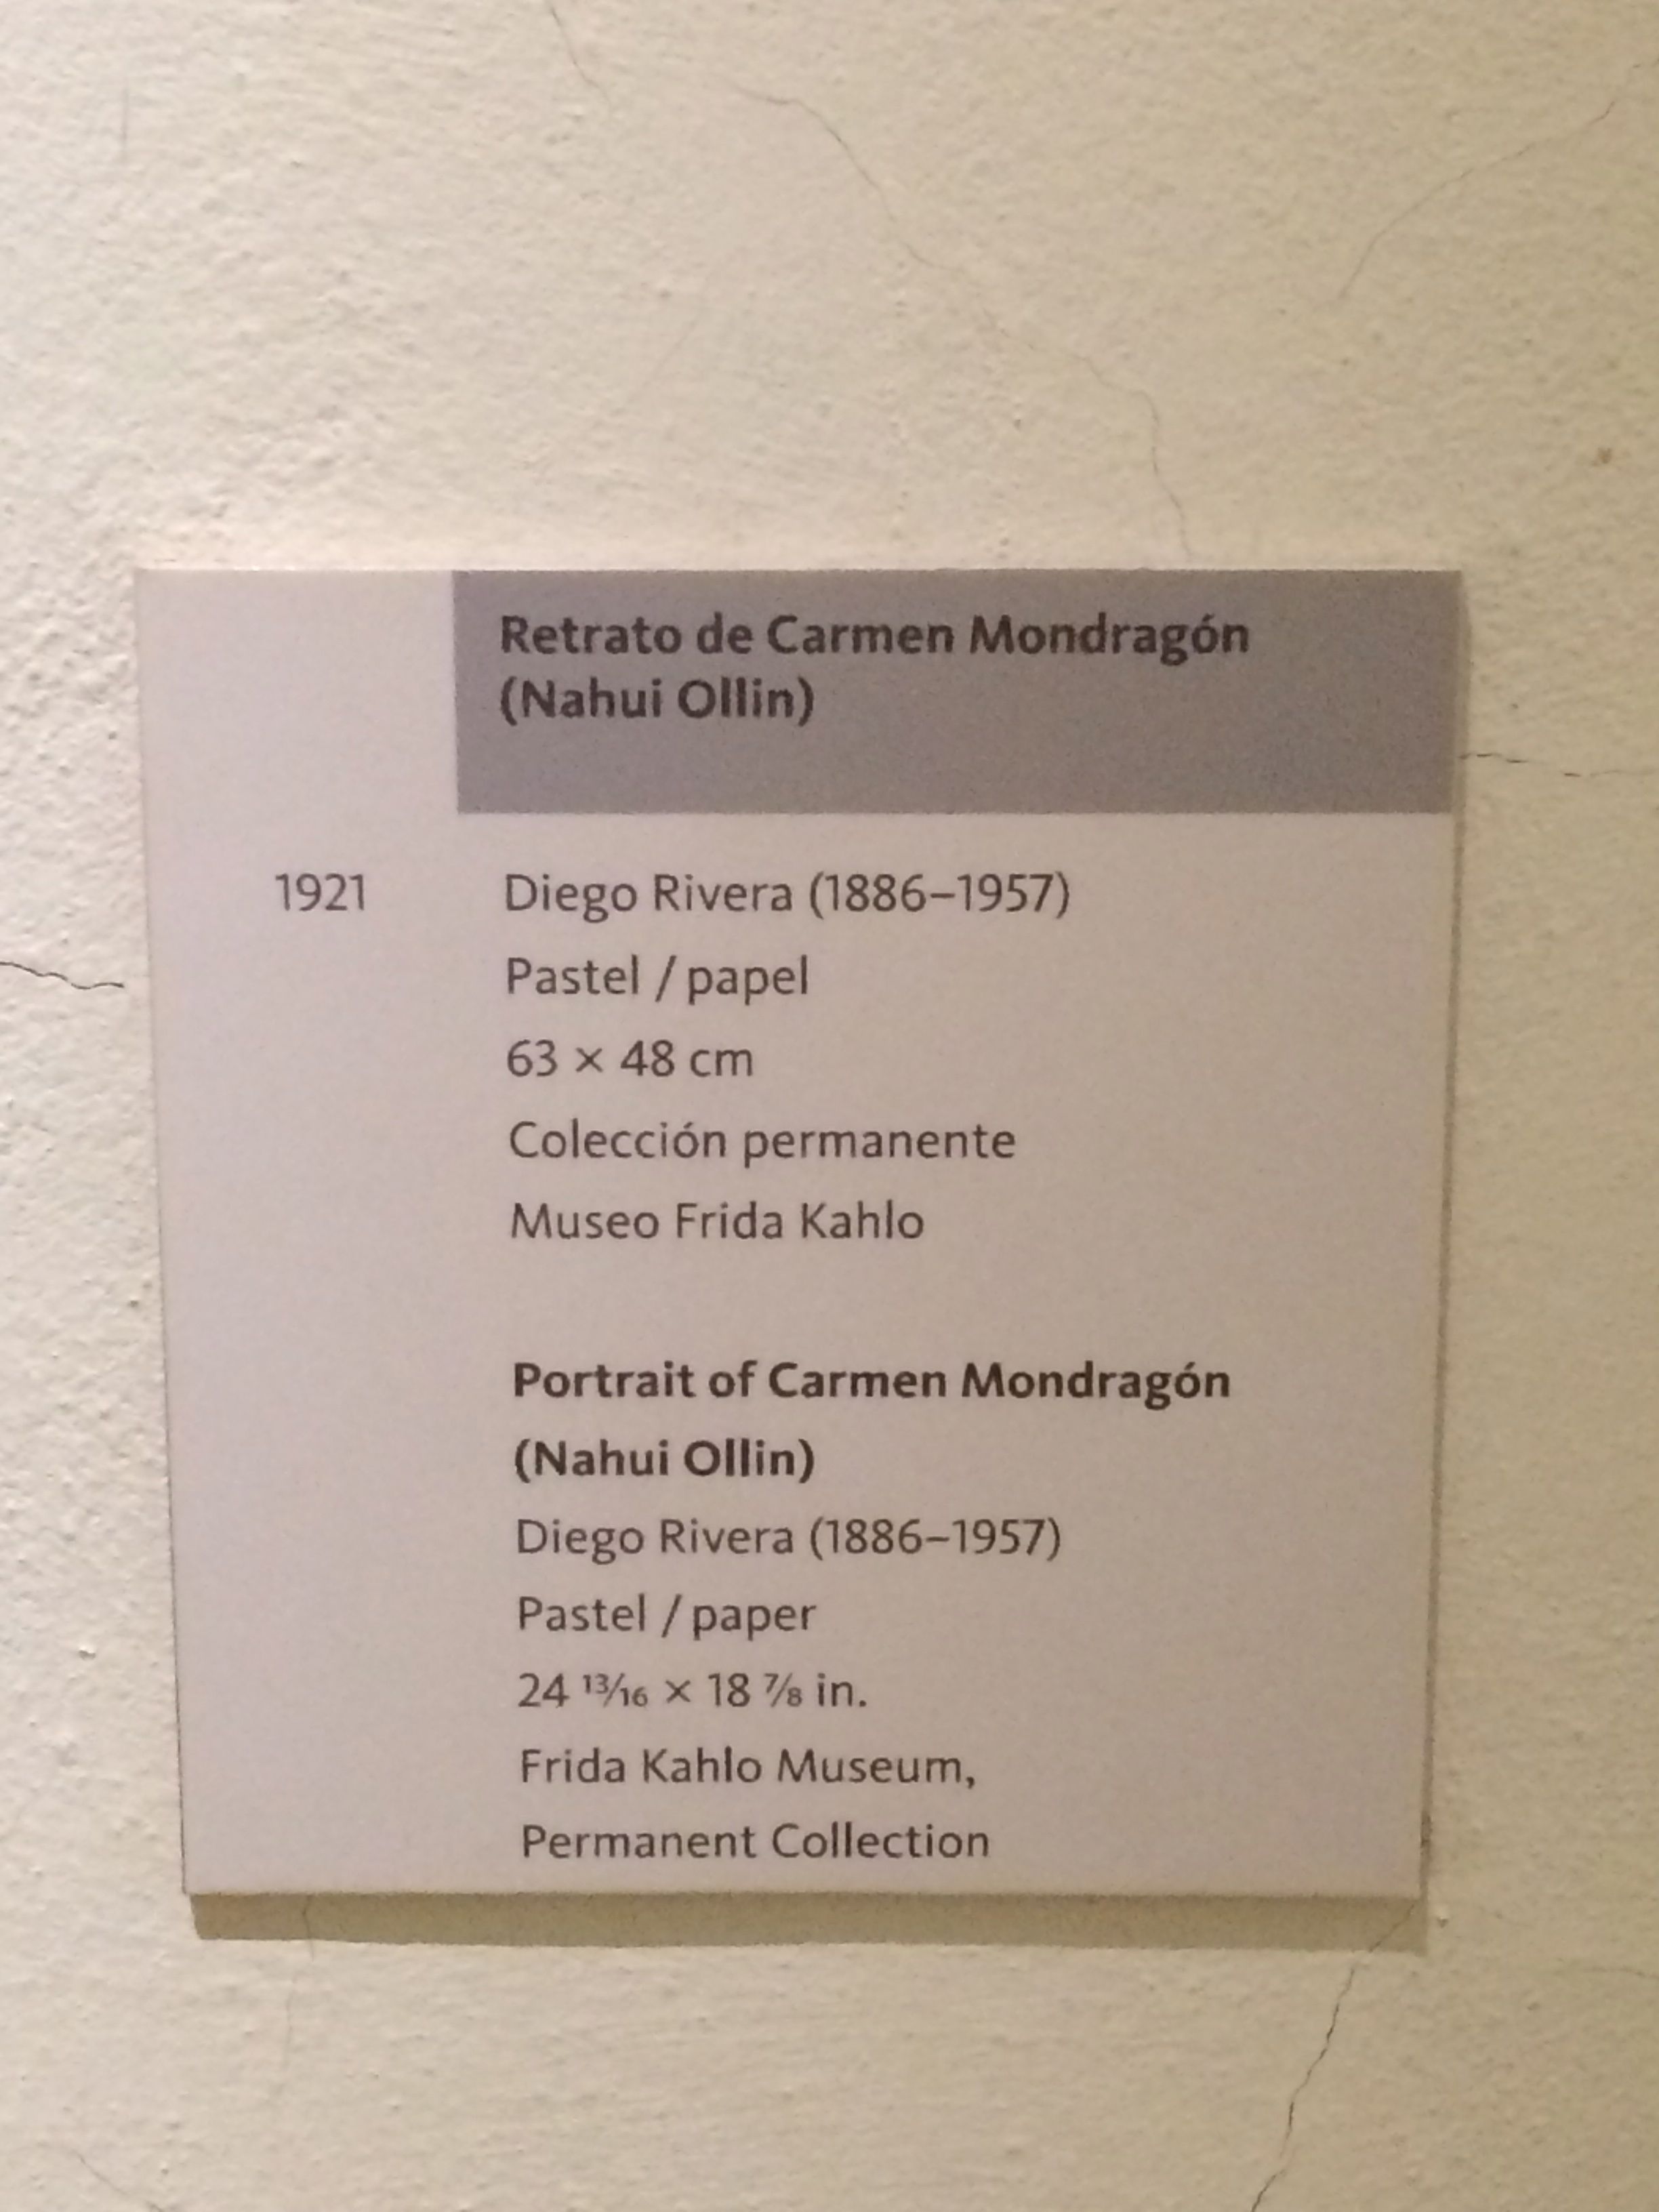 Retrato de Carmen Mondragón
(Nahui Ollin)
1921 Diego Rivera (1886–1957)
Pastel / papel
63 × 48 cm
Colección permanente
Museo Frida Kahlo
Portrait of Carmen Mondragón
(Nahui Ollin)
Diego Rivera (1886–1957)
Pastel / paper
24 ¹³⁄₁₆ × 18 ⅞ in.
Frida Kahlo Museum,
Permanent Collection